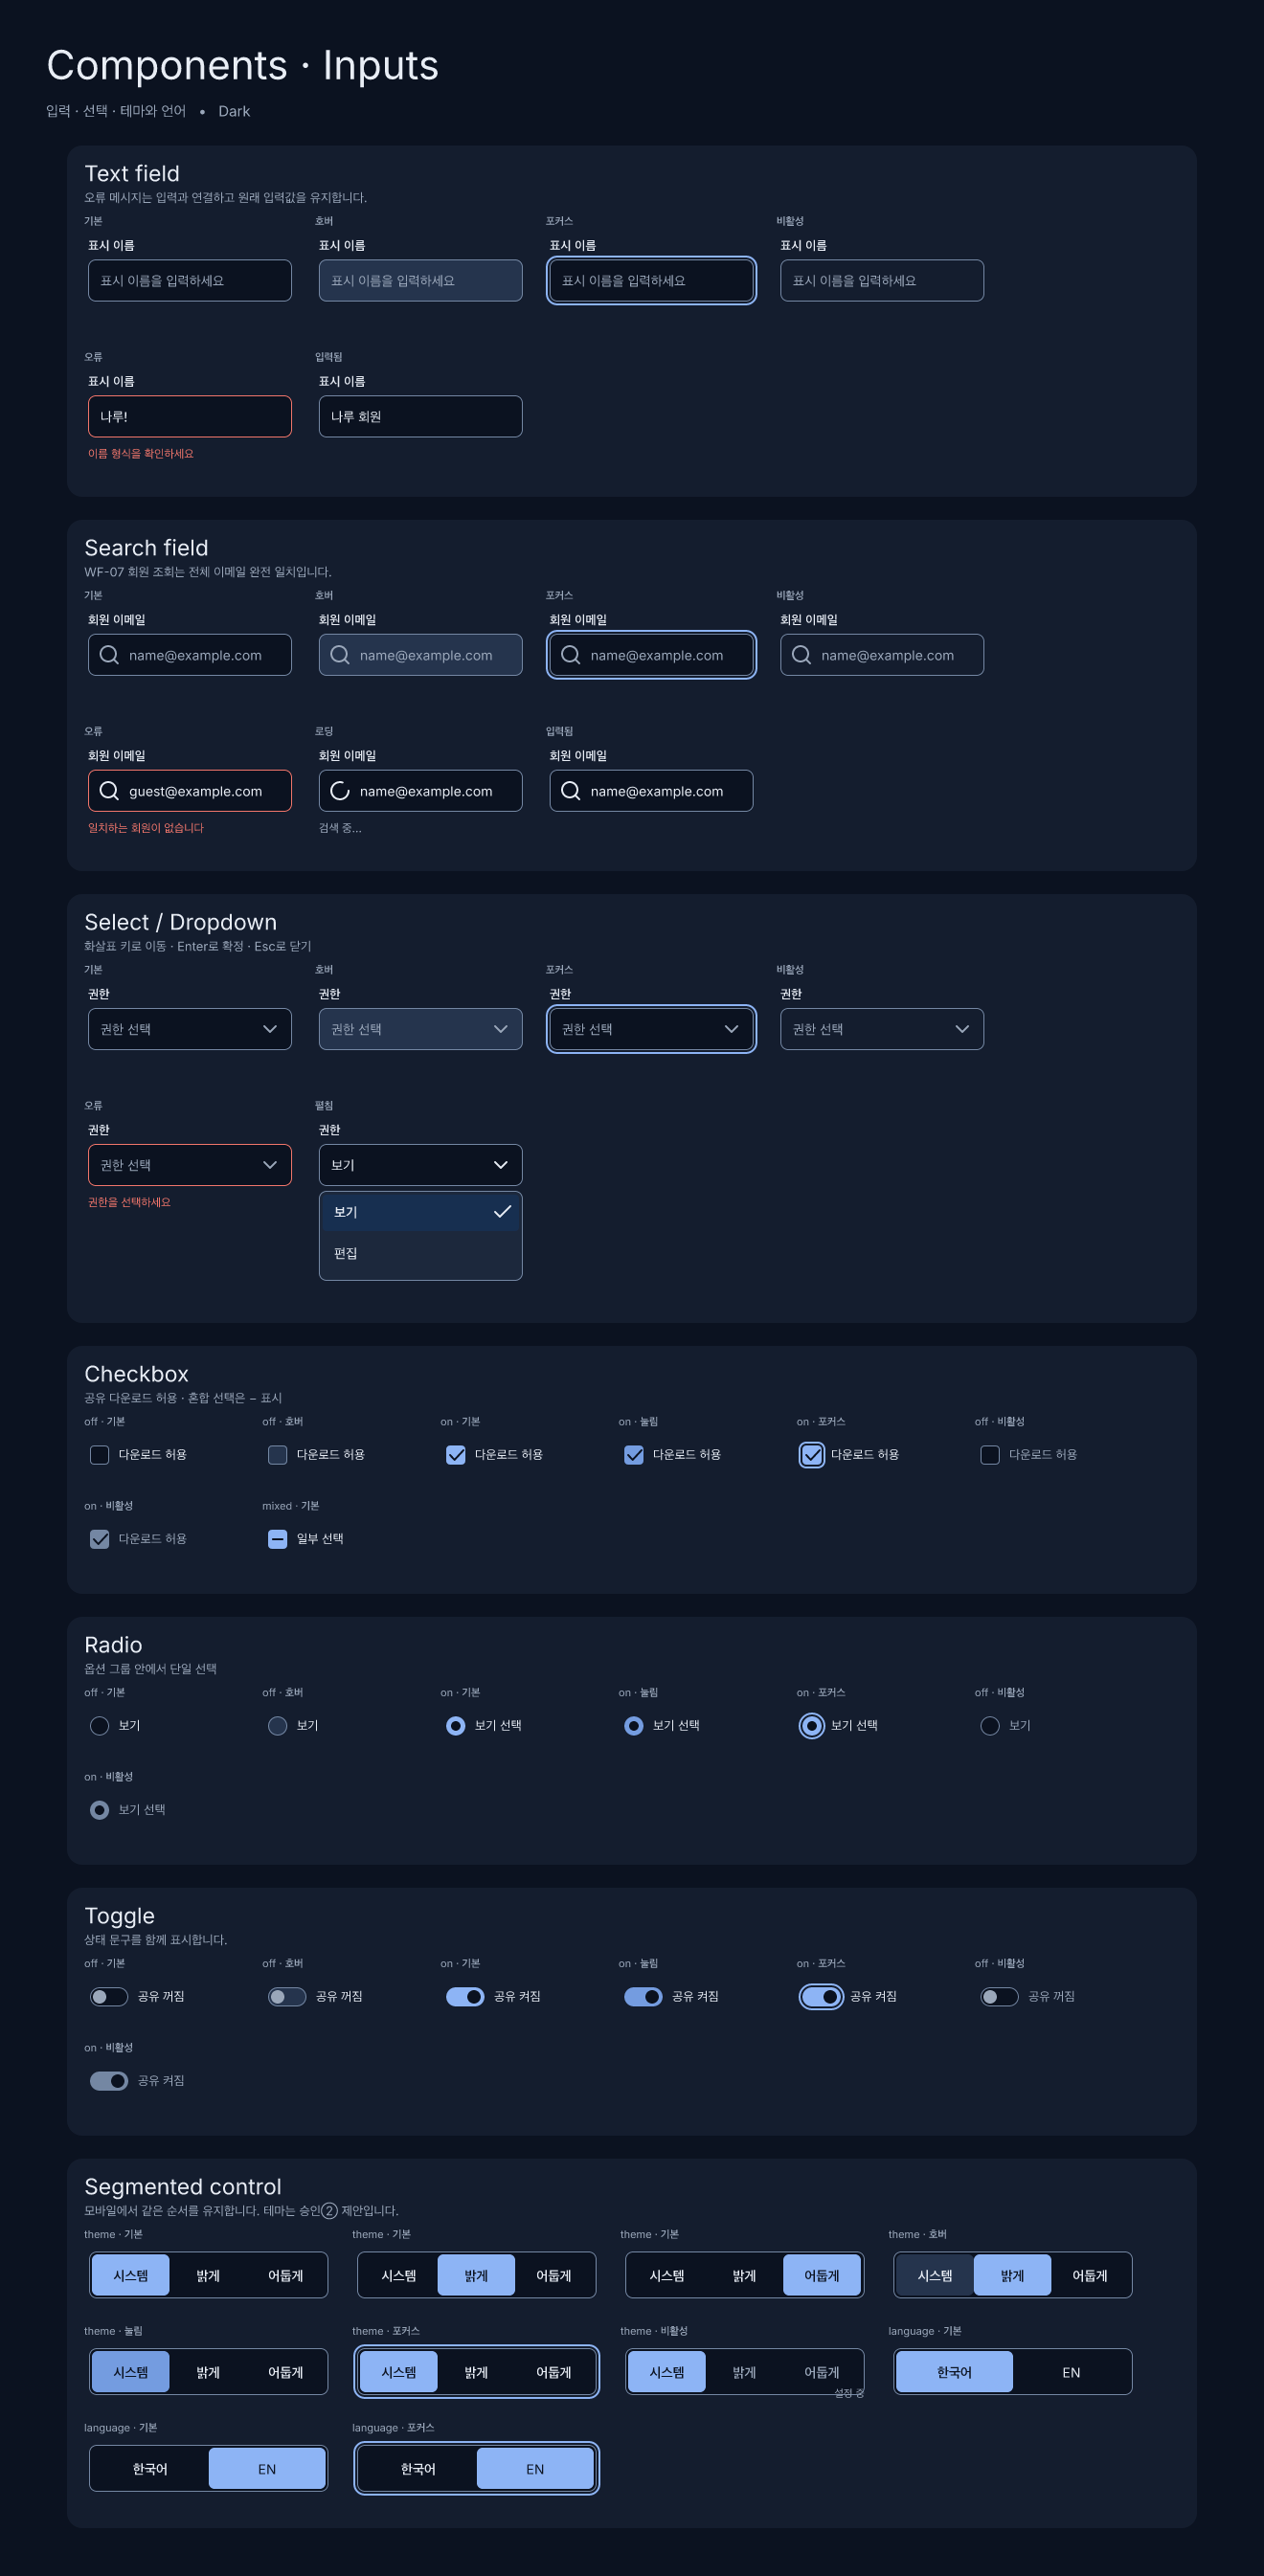 Components · Inputs
입력 · 선택 · 테마와 언어 • Dark
Text field
오류 메시지는 입력과 연결하고 원래 입력값을 유지합니다.
기본 호버 포커스 비활성
표시 이름 표시 이름 표시 이름 표시 이름
표시 이름을 입력하세요 표시 이름을 입력하세요 표시 이름을 입력하세요 표시 이름을 입력하세요
오류 입력됨
표시 이름 표시 이름
나루! 나루 회원
이름 형식을 확인하세요
Search field
WF-07 회원 조회는 전체 이메일 완전 일치입니다.
기본 호버 포커스 비활성
회원 이메일 회원 이메일 회원 이메일 회원 이메일
name@example.com name@example.com name@example.com name@example.com
오류 로딩 입력됨
회원 이메일 회원 이메일 회원 이메일
guest@example.com name@example.com name@example.com
일치하는 회원이 없습니다 검색 중...
Select / Dropdown
화살표 키로 이동 · Enter로 확정 · Esc로 닫기
기본 호버 포커스 비활성
권한 권한 권한 권한
권한 선택 권한 선택 권한 선택 권한 선택
오류 펼침
권한 권한
권한 선택 보기
권한을 선택하세요
보기
편집
Checkbox
공유 다운로드 허용 · 혼합 선택은 − 표시
off · 기본 off · 호버 on · 기본 on · 눌림 on · 포커스 off · 비활성
다운로드 허용 다운로드 허용 다운로드 허용 다운로드 허용 다운로드 허용 다운로드 허용
on · 비활성 mixed · 기본
다운로드 허용 일부 선택
Radio
옵션 그룹 안에서 단일 선택
off · 기본 off · 호버 on · 기본 on · 눌림 on · 포커스 off · 비활성
보기 보기 보기 선택 보기 선택 보기 선택 보기
on · 비활성
보기 선택
Toggle
상태 문구를 함께 표시합니다.
off · 기본 off · 호버 on · 기본 on · 눌림 on · 포커스 off · 비활성
공유 꺼짐 공유 꺼짐 공유 켜짐 공유 켜짐 공유 켜짐 공유 꺼짐
on · 비활성
공유 켜짐
Segmented control
모바일에서 같은 순서를 유지합니다. 테마는 승인② 제안입니다.
theme · 기본 theme · 기본 theme · 기본 theme · 호버
시스템 밝게 어둡게 시스템 밝게 어둡게 시스템 밝게 어둡게 시스템 밝게 어둡게
theme · 눌림 theme · 포커스 theme · 비활성 language · 기본
시스템 밝게 어둡게 시스템 밝게 어둡게 시스템 밝게 어둡게 한국어 EN
설정 중
language · 기본 language · 포커스
한국어 EN 한국어 EN